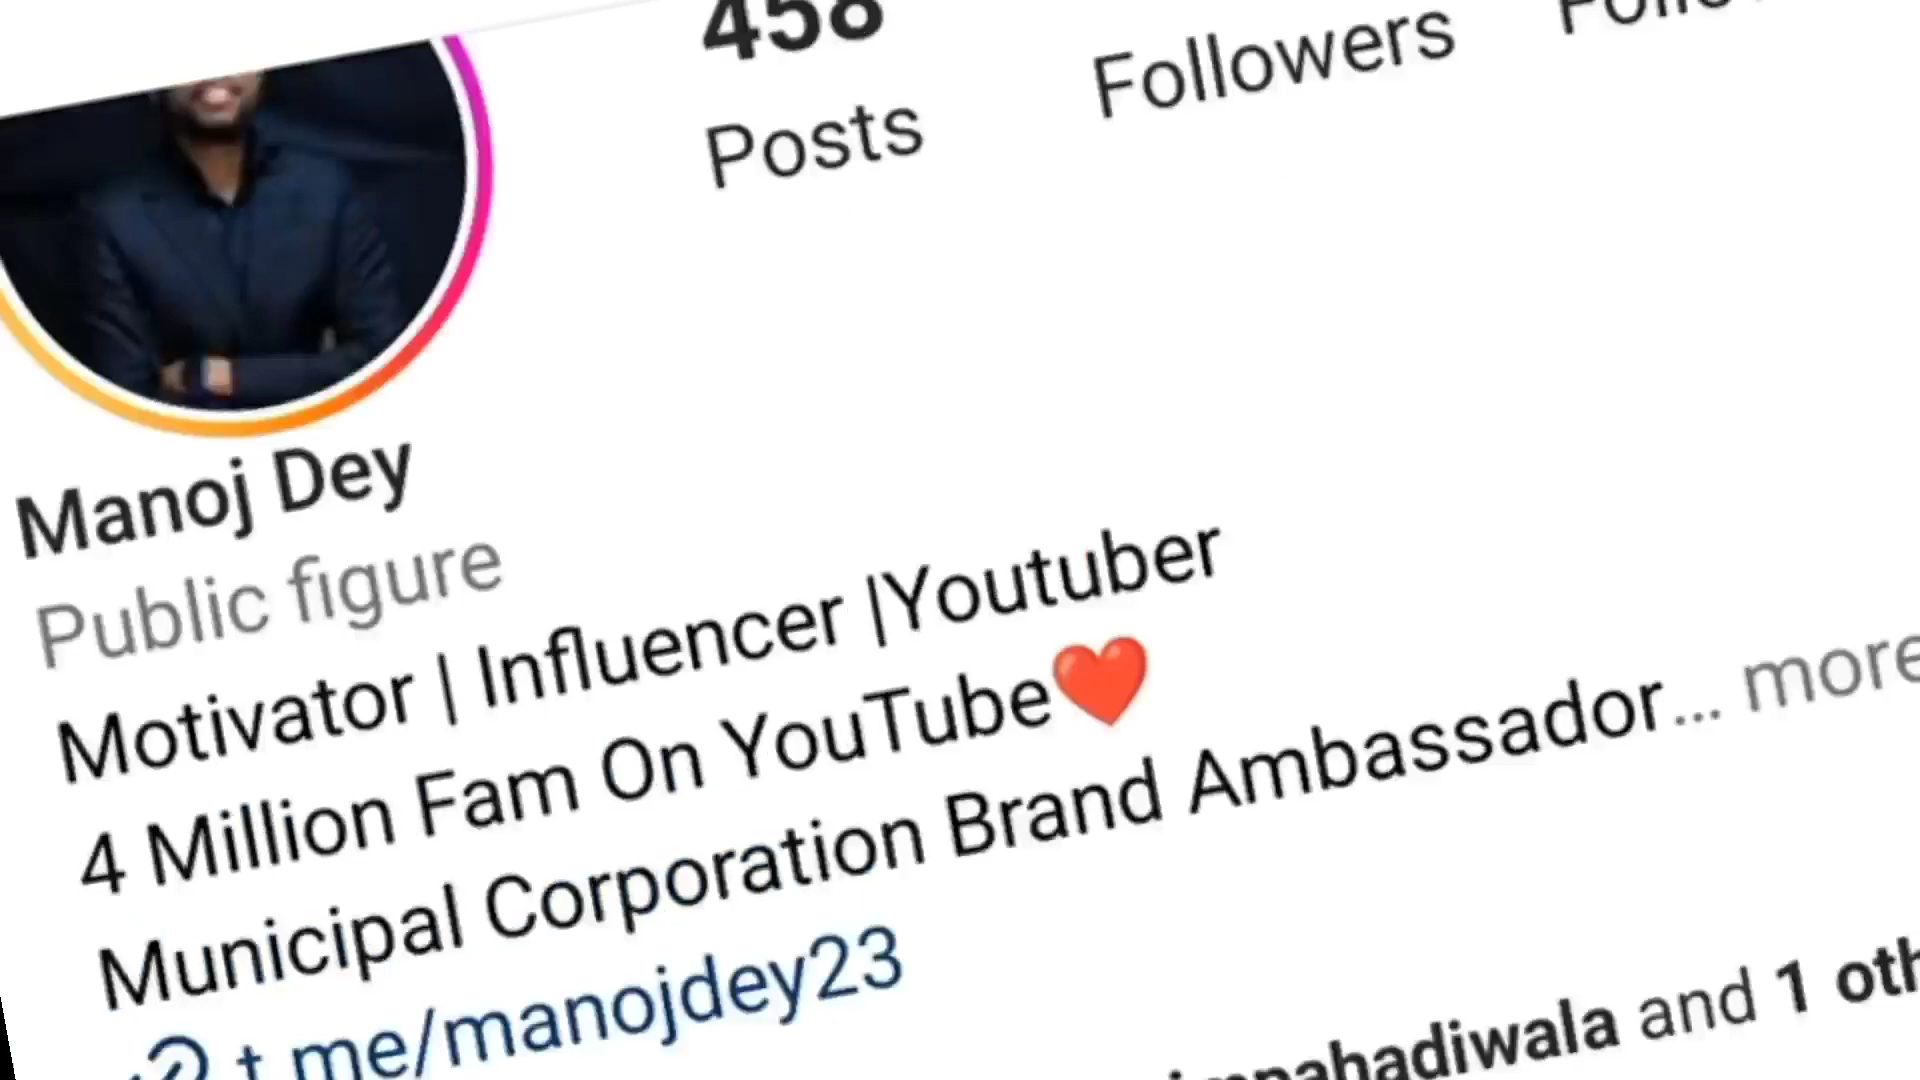 458
Posts
Followers
Manoj Dey
Public figure
Motivator | Influencer |Youtuber
4 Million Fam On YouTube❤️
Municipal Corporation Brand Ambassador... more
t.me/manojdey23
and 1